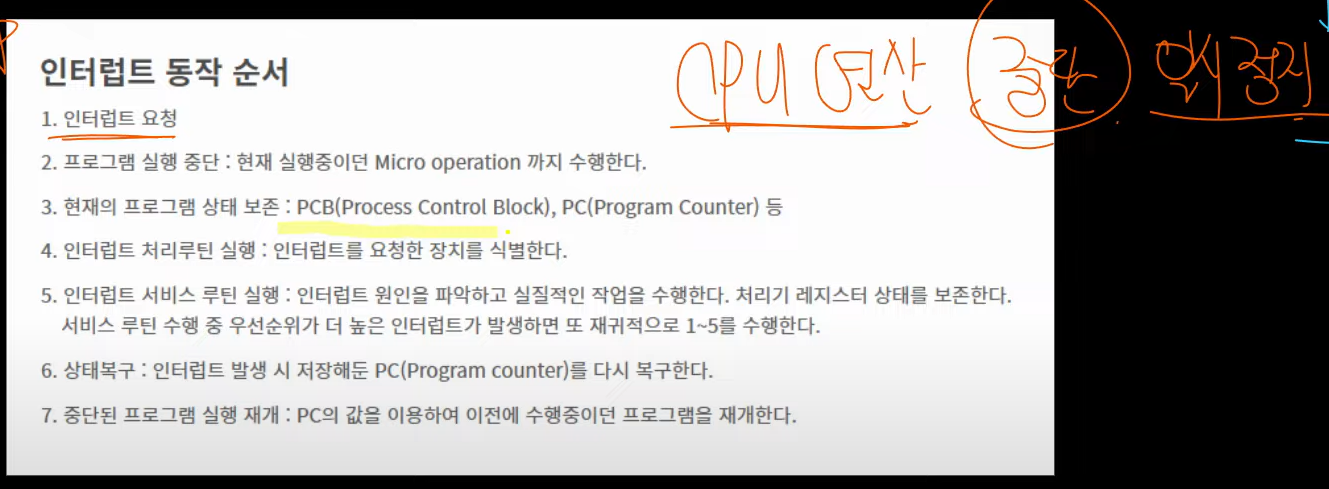 CPU 연산 중단 일시정지
인터럽트 동작 순서
1. 인터럽트 요청
2. 프로그램 실행 중단 : 현재 실행중이던 Micro operation 까지 수행한다.
3. 현재의 프로그램 상태 보존 : PCB(Process Control Block), PC(Program Counter) 등
4. 인터럽트 처리루틴 실행 : 인터럽트를 요청한 장치를 식별한다.
5. 인터럽트 서비스 루틴 실행 : 인터럽트 원인을 파악하고 실질적인 작업을 수행한다. 처리기 레지스터 상태를 보존한다.
서비스 루틴 수행 중 우선순위가 더 높은 인터럽트가 발생하면 또 재귀적으로 1~5를 수행한다.
6. 상태복구 : 인터럽트 발생 시 저장해둔 PC(Program counter)를 다시 복구한다.
7. 중단된 프로그램 실행 재개 : PC의 값을 이용하여 이전에 수행중이던 프로그램을 재개한다.